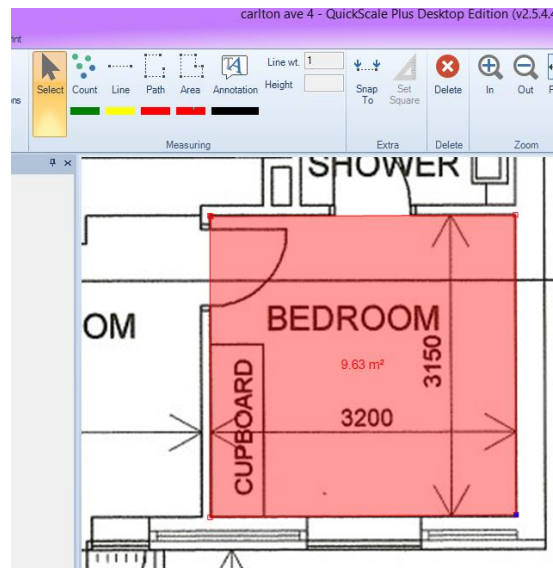 carlton ave 4 - QuickScale Plus Desktop Edition (v2.5.4.4
Select
Count
Line
Path
Area
Annotation
TA
Line wt. 1
Height
Snap To
Set Square
Delete
In
Out
Measuring
Extra
Delete
Zoom
SHOWER
OM
BEDROOM
9.63 m²
3150
3200
CUPBOARD